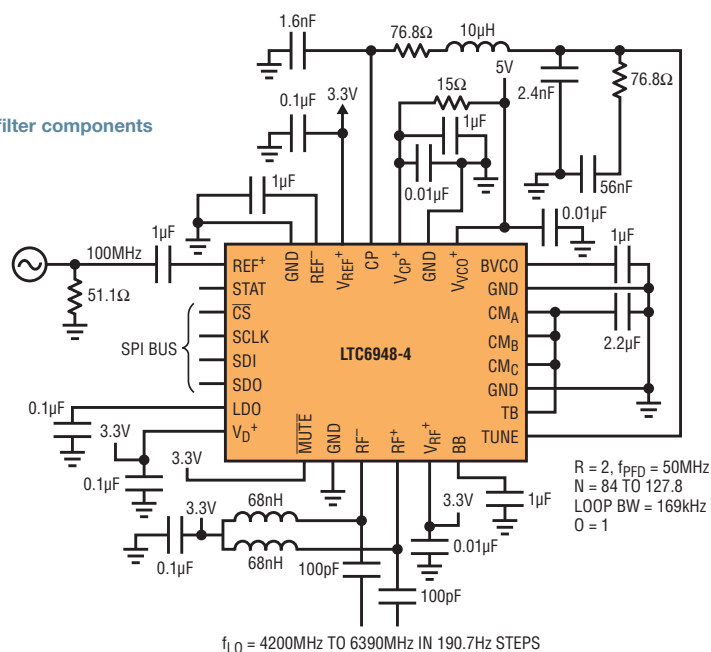 1.6nF
76.8Ω
10µH
5V
76.8Ω
2.4nF
15Ω
3.3V
0.1µF
filter components
1µF
0.01µF
56nF
1µF
0.01µF
1µF
1µF
100MHz
51.1Ω
REF+
GND
REF–
VREF+
CP
VCP+
GND
VVCO+
BVCO
STAT
GND
CS
CMA
SCLK
SPI BUS
LTC6948-4
CMB
2.2µF
SDI
CMC
SDO
GND
LDO
TB
VD+
MUTE
GND
RF–
RF+
VRF+
BB
TUNE
0.1µF
3.3V
0.1µF
3.3V
3.3V
1µF
3.3V
68nH
68nH
0.1µF
0.01µF
100pF
100pF
R = 2, fPFD = 50MHz
N = 84 TO 127.8
LOOP BW = 169kHz
O = 1
fLO = 4200MHz TO 6390MHz IN 190.7Hz STEPS